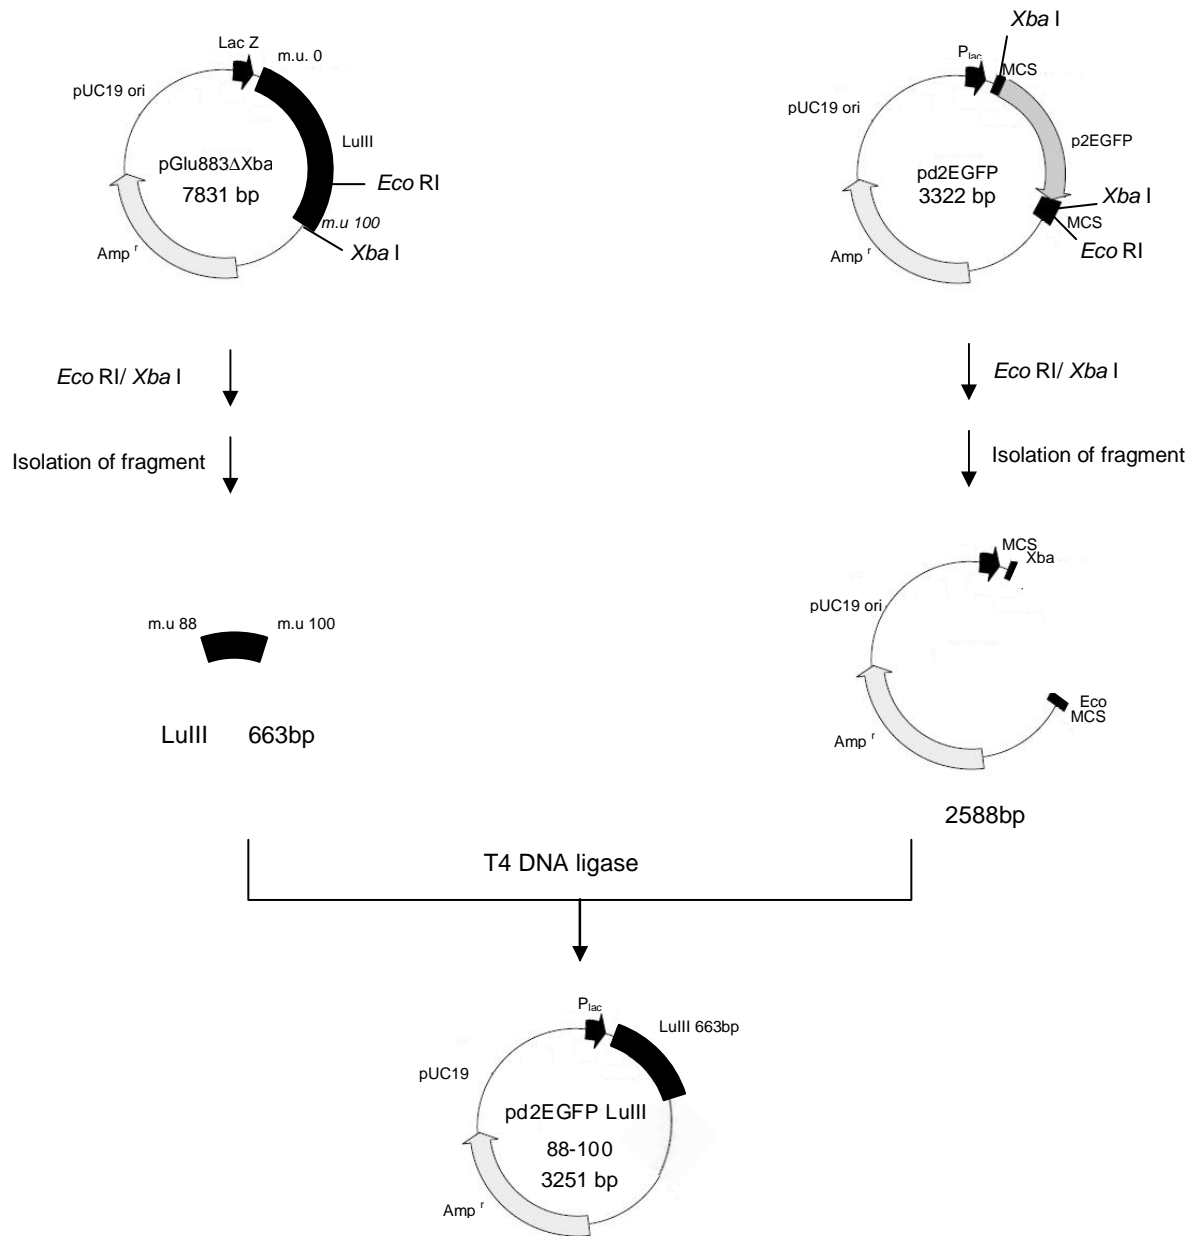 Lac Z
m.u. 0
pUC19 ori
LuIII
pGlu883ΔXba
7831 bp
Eco RI
m.u 100
Xba I
Amp r
Xba I
Plac
MCS
pUC19 ori
p2EGFP
pd2EGFP
3322 bp
Xba I
MCS
Eco RI
Amp r
Eco RI/ Xba I
Eco RI/ Xba I
Isolation of fragment
Isolation of fragment
m.u 88
m.u 100
LuIII 663bp
MCS
Xba
pUC19 ori
Eco
MCS
Amp r
2588bp
T4 DNA ligase
Plac
LuIII 663bp
pUC19
pd2EGFP LuIII
88-100
3251 bp
Amp r